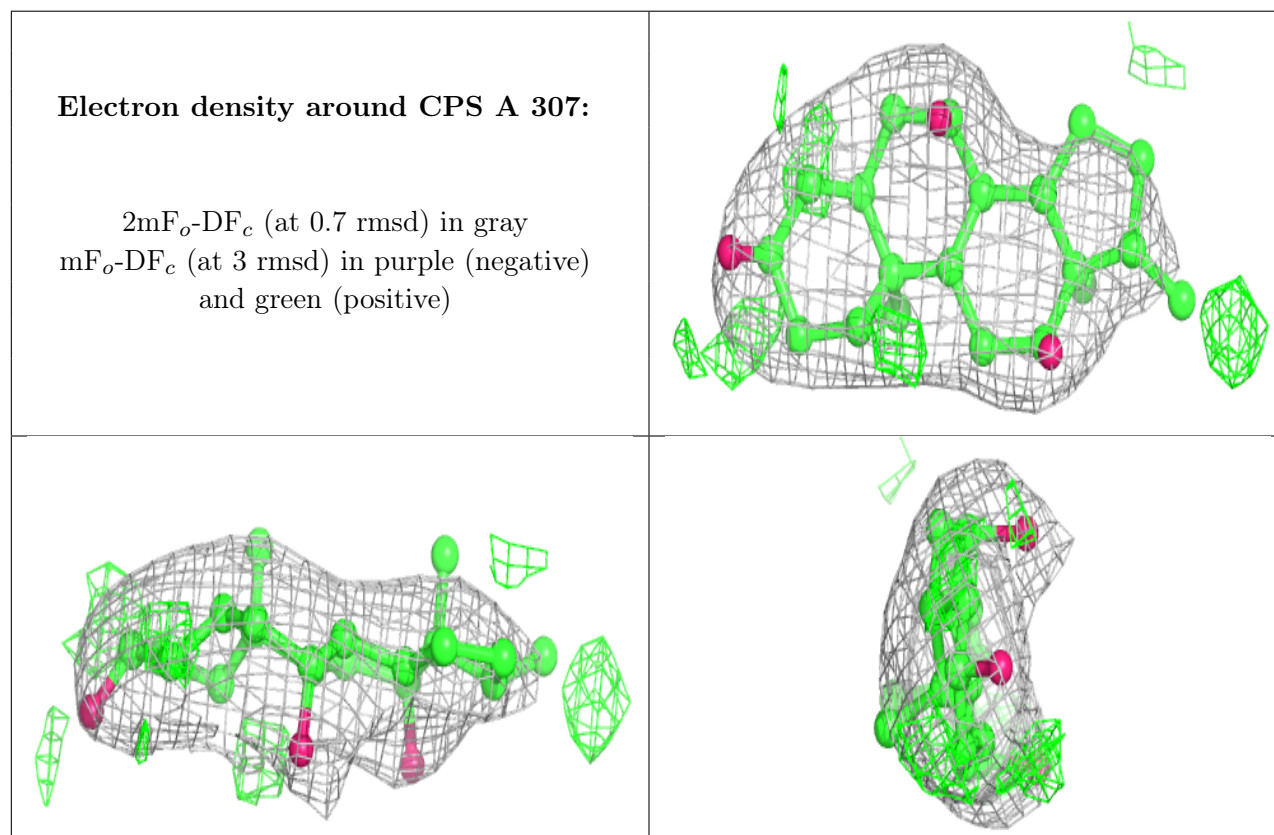 Electron density around CPS A 307:
2mFₒ-DF𝒸 (at 0.7 rmsd) in gray
mFₒ-DF𝒸 (at 3 rmsd) in purple (negative)
and green (positive)